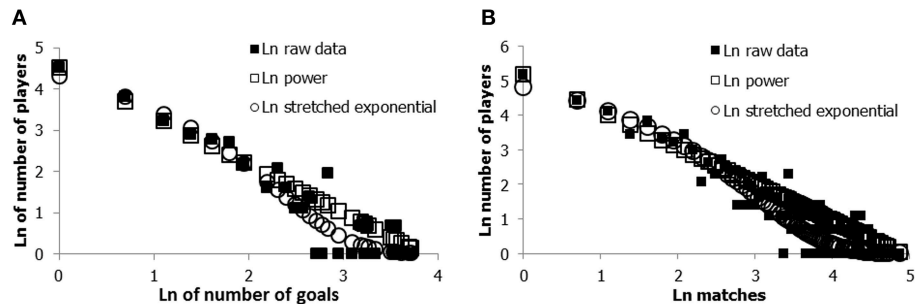 A
Ln of number of players
5
4
3
2
1
0
0 1 2 3 4
Ln of number of goals
Ln raw data
Ln power
Ln stretched exponential
B
Ln number of players
6
5
4
3
2
1
0
0 1 2 3 4 5
Ln matches
Ln raw data
Ln power
Ln stretched exponential